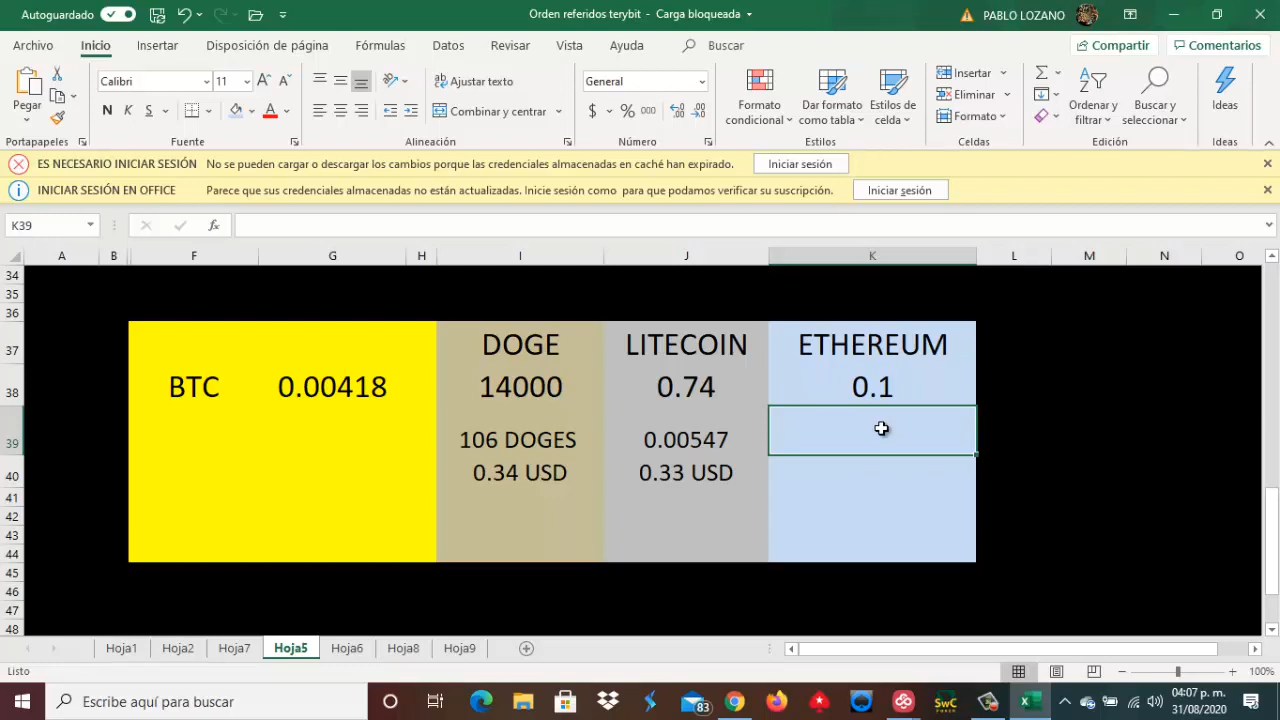 Autoguardado
Orden referidos terybit - Carga bloqueada
PABLO LOZANO
Archivo Inicio Insertar Disposición de página Fórmulas Datos Revisar Vista Ayuda Buscar
Compartir Comentarios
Pegar
Portapapeles
Calibri 11
N K S
Fuente
Ajustar texto
Combinar y centrar
Alineación
General
$ % 000
Número
Formato condicional
Dar formato como tabla
Estilos de celda
Estilos
Insertar
Eliminar
Formato
Celdas
Ordenar y filtrar
Buscar y seleccionar
Edición
Ideas
Ideas
ES NECESARIO INICIAR SESIÓN No se pueden cargar o descargar los cambios porque las credenciales almacenadas en caché han expirado. Iniciar sesión
INICIAR SESIÓN EN OFFICE Parece que sus credenciales almacenadas no están actualizadas. Inicie sesión como para que podamos verificar su suscripción. Iniciar sesión
K39 fx
A B F G H I J K L M N O
34
35
36
37 DOGE LITECOIN ETHEREUM
38 BTC 0.00418 14000 0.74 0.1
39 106 DOGES 0.00547
40 0.34 USD 0.33 USD
41
42
43
44
45
46
47
48
Hoja1 Hoja2 Hoja7 Hoja5 Hoja6 Hoja8 Hoja9
Listo 100%
Escribe aquí para buscar
83
SwC
04:07 p. m.
31/08/2020